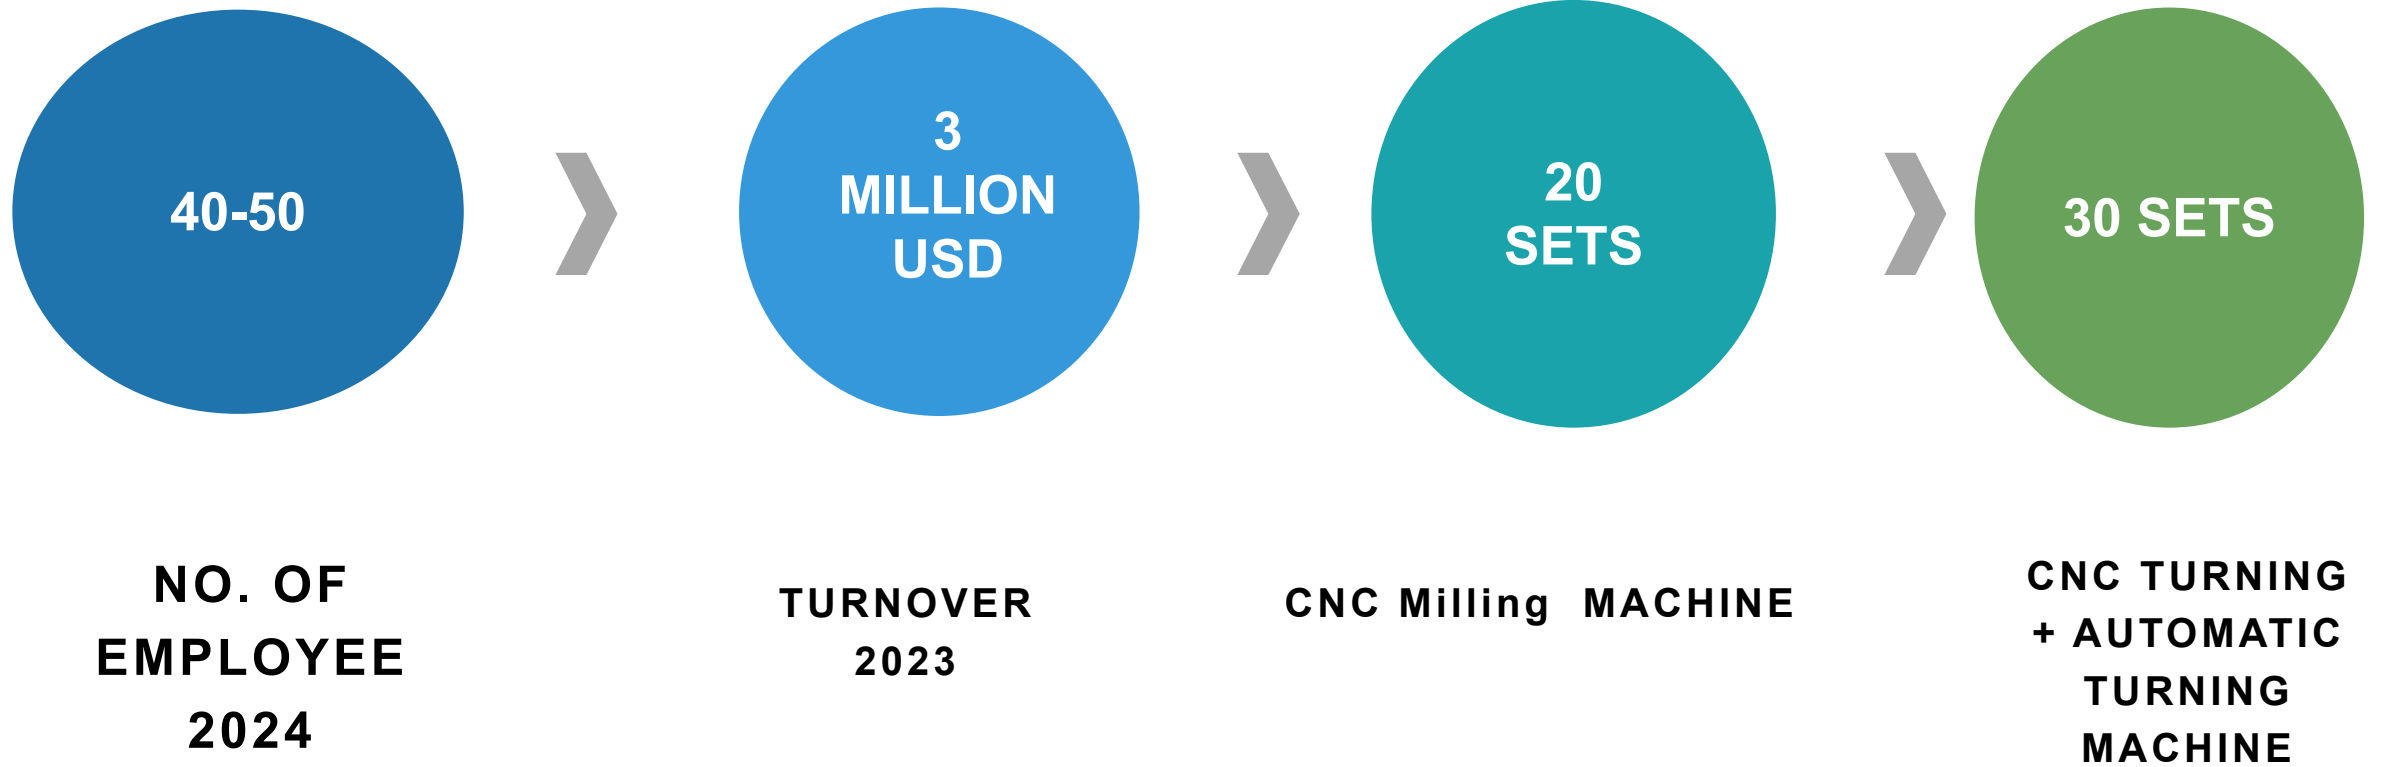 40-50
3
MILLION
USD
20
SETS
30 SETS
NO. OF
EMPLOYEE
2024
TURNOVER
2023
CNC Milling MACHINE
CNC TURNING
+ AUTOMATIC
TURNING
MACHINE